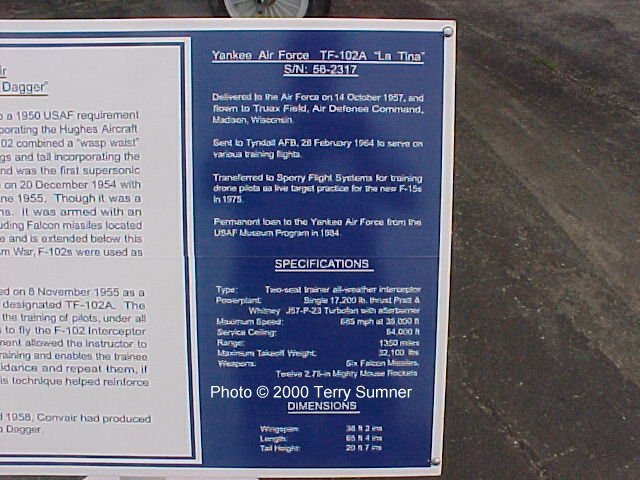 ir
Dagger"
a 1950 USAF requirement
porating the Hughes Aircraft
02 combined a "wasp waist"
gs and tail incorporating the
nd was the first supersonic
on 20 December 1954 with
ne 1955. Though it was a
ns. It was armed with an
uding Falcon missiles located
e and is extended below this
m War, F-102s were used as
ed on 8 November 1955 as a
designated TF-102A. The
the training of pilots, under all
s to fly the F-102 Interceptor
ment allowed the Instructor to
raining and enables the trainee
idance and repeat them, if
is technique helped reinforce
1958, Convair had produced
Dagger.
Yankee Air Force TF-102A "La Tina"
S/N: 56-2317
Delivered to the Air Force on 14 October 1957, and
flown to Truax Field, Air Defense Command,
Madison, Wisconsin.
Sent to Tyndall AFB, 28 February 1964 to serve on
various training flights.
Transferred to Sperry Flight Systems for training
drone pilots as live target practice for the new F-15s
in 1975.
Permanent loan to the Yankee Air Force from the
USAF Museum Program in 1984.
SPECIFICATIONS
Type: Two-seat trainer all-weather interceptor
Powerplant: Single 17,200 lb. thrust Pratt &
Whitney J57-P-23 Turbofan with afterburner
Maximum Speed: 685 mph at 38,000 ft
Service Ceiling: 54,000 ft
Range: 1350 miles
Maximum Takeoff Weight: 32,100 lbs
Weapons: Six Falcon Missiles,
Twelve 2.75-in Mighty Mouse Rockets
Photo © 2000 Terry Sumner
DIMENSIONS
Wingspan: 38 ft 2 ins
Length: 65 ft 4 ins
Tail Height: 20 ft 7 ins